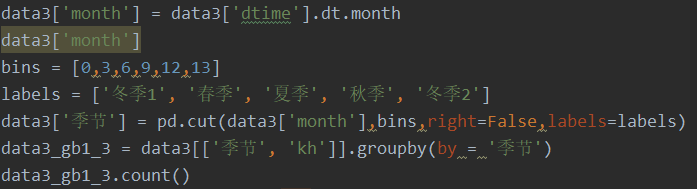 data3['month'] = data3['dtime'].dt.month
data3['month']
bins = [0,3,6,9,12,13]
labels = ['冬季1', '春季', '夏季', '秋季', '冬季2']
data3['季节'] = pd.cut(data3['month'],bins,right=False,labels=labels)
data3_gb1_3 = data3[['季节', 'kh']].groupby(by = '季节')
data3_gb1_3.count()